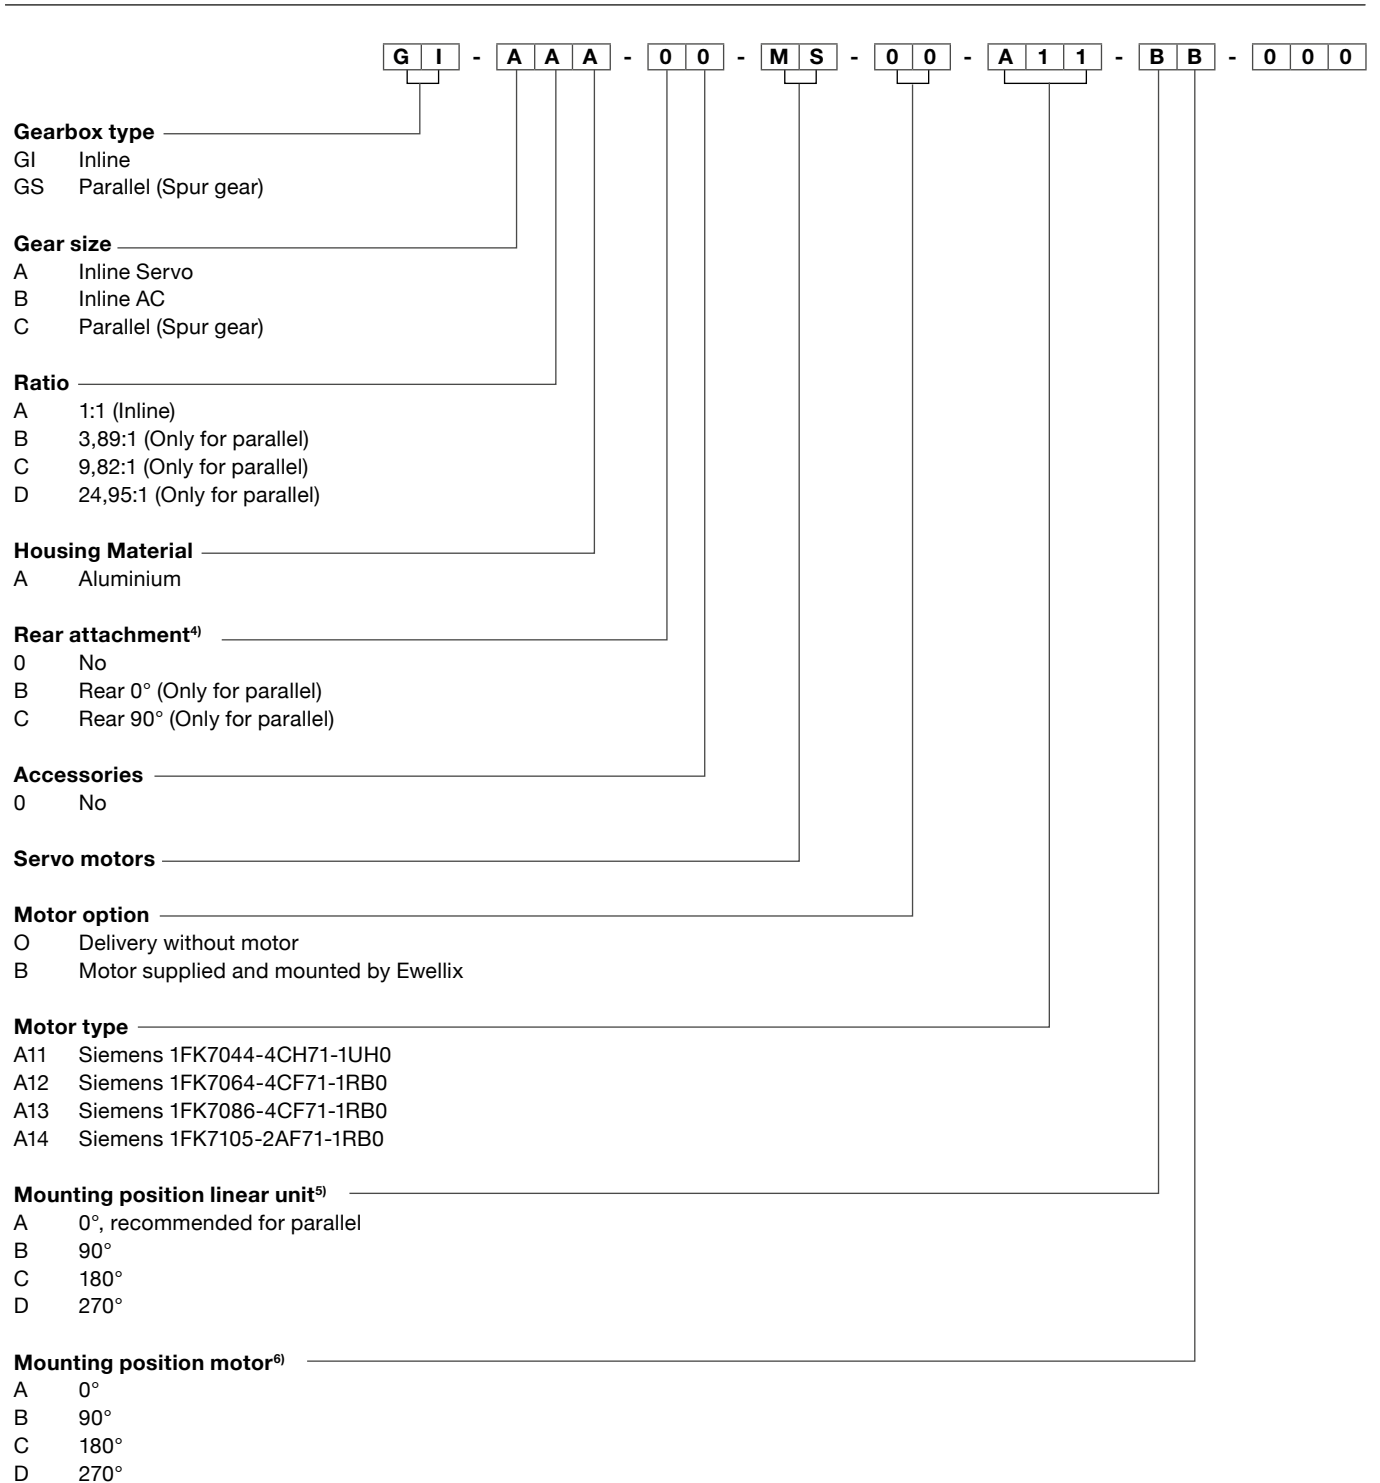 G I - A A A - 0 0 - M S - 0 0 - A 1 1 - B B - 0 0 0
Gearbox type
GI Inline
GS Parallel (Spur gear)
Gear size
A Inline Servo
B Inline AC
C Parallel (Spur gear)
Ratio
A 1:1 (Inline)
B 3,89:1 (Only for parallel)
C 9,82:1 (Only for parallel)
D 24,95:1 (Only for parallel)
Housing Material
A Aluminium
Rear attachment4)
0 No
B Rear 0° (Only for parallel)
C Rear 90° (Only for parallel)
Accessories
0 No
Servo motors
Motor option
O Delivery without motor
B Motor supplied and mounted by Ewellix
Motor type
A11 Siemens 1FK7044-4CH71-1UH0
A12 Siemens 1FK7064-4CF71-1RB0
A13 Siemens 1FK7086-4CF71-1RB0
A14 Siemens 1FK7105-2AF71-1RB0
Mounting position linear unit5)
A 0°, recommended for parallel
B 90°
C 180°
D 270°
Mounting position motor6)
A 0°
B 90°
C 180°
D 270°